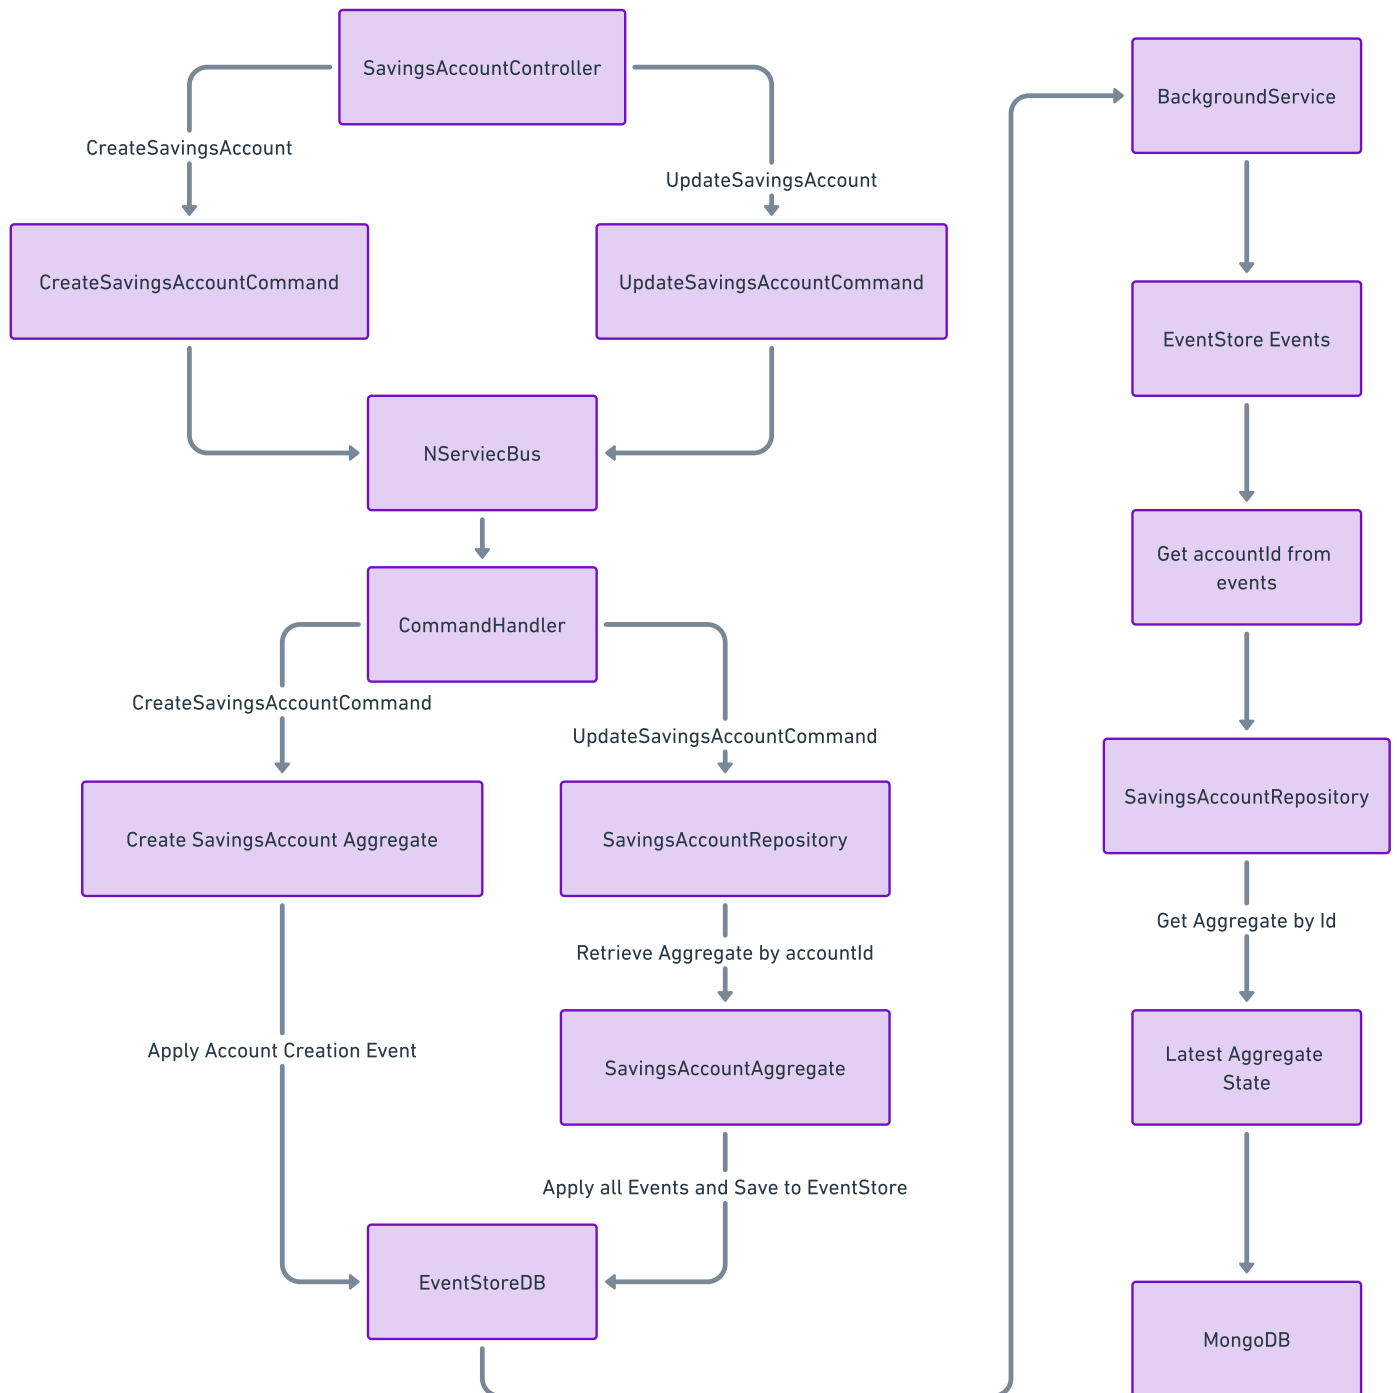 SavingsAccountController
CreateSavingsAccount
UpdateSavingsAccount
CreateSavingsAccountCommand
UpdateSavingsAccountCommand
NServiecBus
CommandHandler
CreateSavingsAccountCommand
UpdateSavingsAccountCommand
Create SavingsAccount Aggregate
SavingsAccountRepository
Retrieve Aggregate by accountId
Apply Account Creation Event
SavingsAccountAggregate
Apply all Events and Save to EventStore
EventStoreDB
BackgroundService
EventStore Events
Get accountId from
events
SavingsAccountRepository
Get Aggregate by Id
Latest Aggregate
State
MongoDB